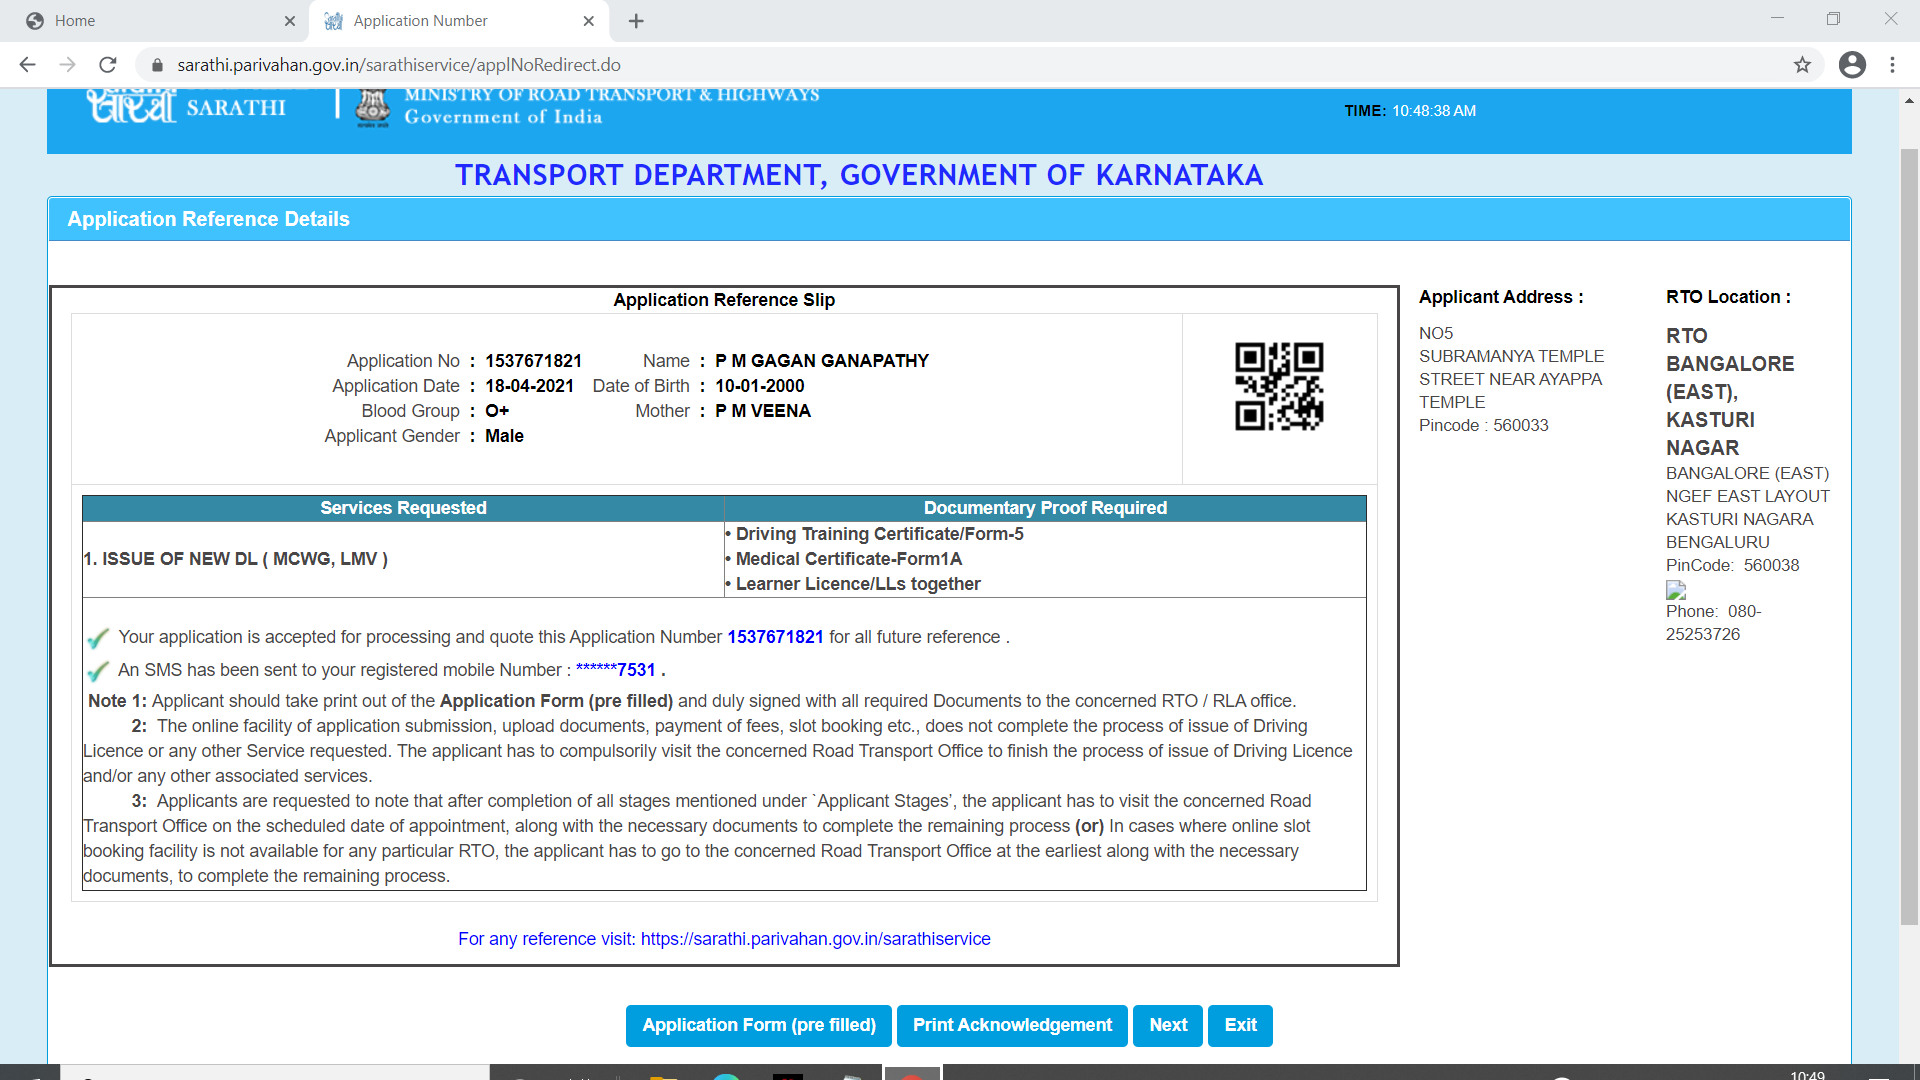 Home
Application Number
sarathi.parivahan.gov.in/sarathiservice/applNoRedirect.do
सारथी SARATHI
MINISTRY OF ROAD TRANSPORT & HIGHWAYS
Government of India
TIME: 10:48:38 AM
TRANSPORT DEPARTMENT, GOVERNMENT OF KARNATAKA
Application Reference Details
Application Reference Slip
Application No : 1537671821 Name : P M GAGAN GANAPATHY
Application Date : 18-04-2021 Date of Birth : 10-01-2000
Blood Group : O+ Mother : P M VEENA
Applicant Gender : Male
Services Requested Documentary Proof Required
1. ISSUE OF NEW DL ( MCWG, LMV )
• Driving Training Certificate/Form-5
• Medical Certificate-Form1A
• Learner Licence/LLs together
Your application is accepted for processing and quote this Application Number 1537671821 for all future reference .
An SMS has been sent to your registered mobile Number : ******7531 .
Note 1: Applicant should take print out of the Application Form (pre filled) and duly signed with all required Documents to the concerned RTO / RLA office.
2: The online facility of application submission, upload documents, payment of fees, slot booking etc., does not complete the process of issue of Driving
Licence or any other Service requested. The applicant has to compulsorily visit the concerned Road Transport Office to finish the process of issue of Driving Licence
and/or any other associated services.
3: Applicants are requested to note that after completion of all stages mentioned under `Applicant Stages’, the applicant has to visit the concerned Road
Transport Office on the scheduled date of appointment, along with the necessary documents to complete the remaining process (or) In cases where online slot
booking facility is not available for any particular RTO, the applicant has to go to the concerned Road Transport Office at the earliest along with the necessary
documents, to complete the remaining process.
For any reference visit: https://sarathi.parivahan.gov.in/sarathiservice
Applicant Address :
NO5
SUBRAMANYA TEMPLE
STREET NEAR AYAPPA
TEMPLE
Pincode : 560033
RTO Location :
RTO
BANGALORE
(EAST),
KASTURI
NAGAR
BANGALORE (EAST)
NGEF EAST LAYOUT
KASTURI NAGARA
BENGALURU
PinCode: 560038
Phone: 080-
25253726
Application Form (pre filled) Print Acknowledgement Next Exit
10:49